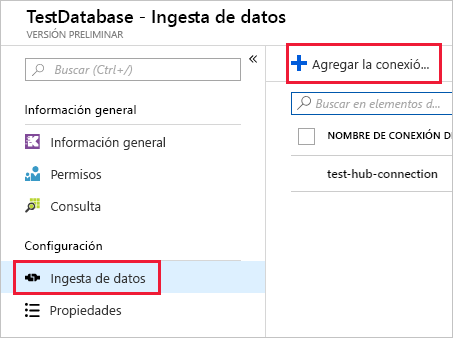 TestDatabase - Ingesta de datos
VERSIÓN PRELIMINAR
Buscar (Ctrl+/)
Información general
Información general
Permisos
Consulta
Configuración
Ingesta de datos
Propiedades
Agregar la conexió...
Buscar en elementos d...
NOMBRE DE CONEXIÓN DE
test-hub-connection